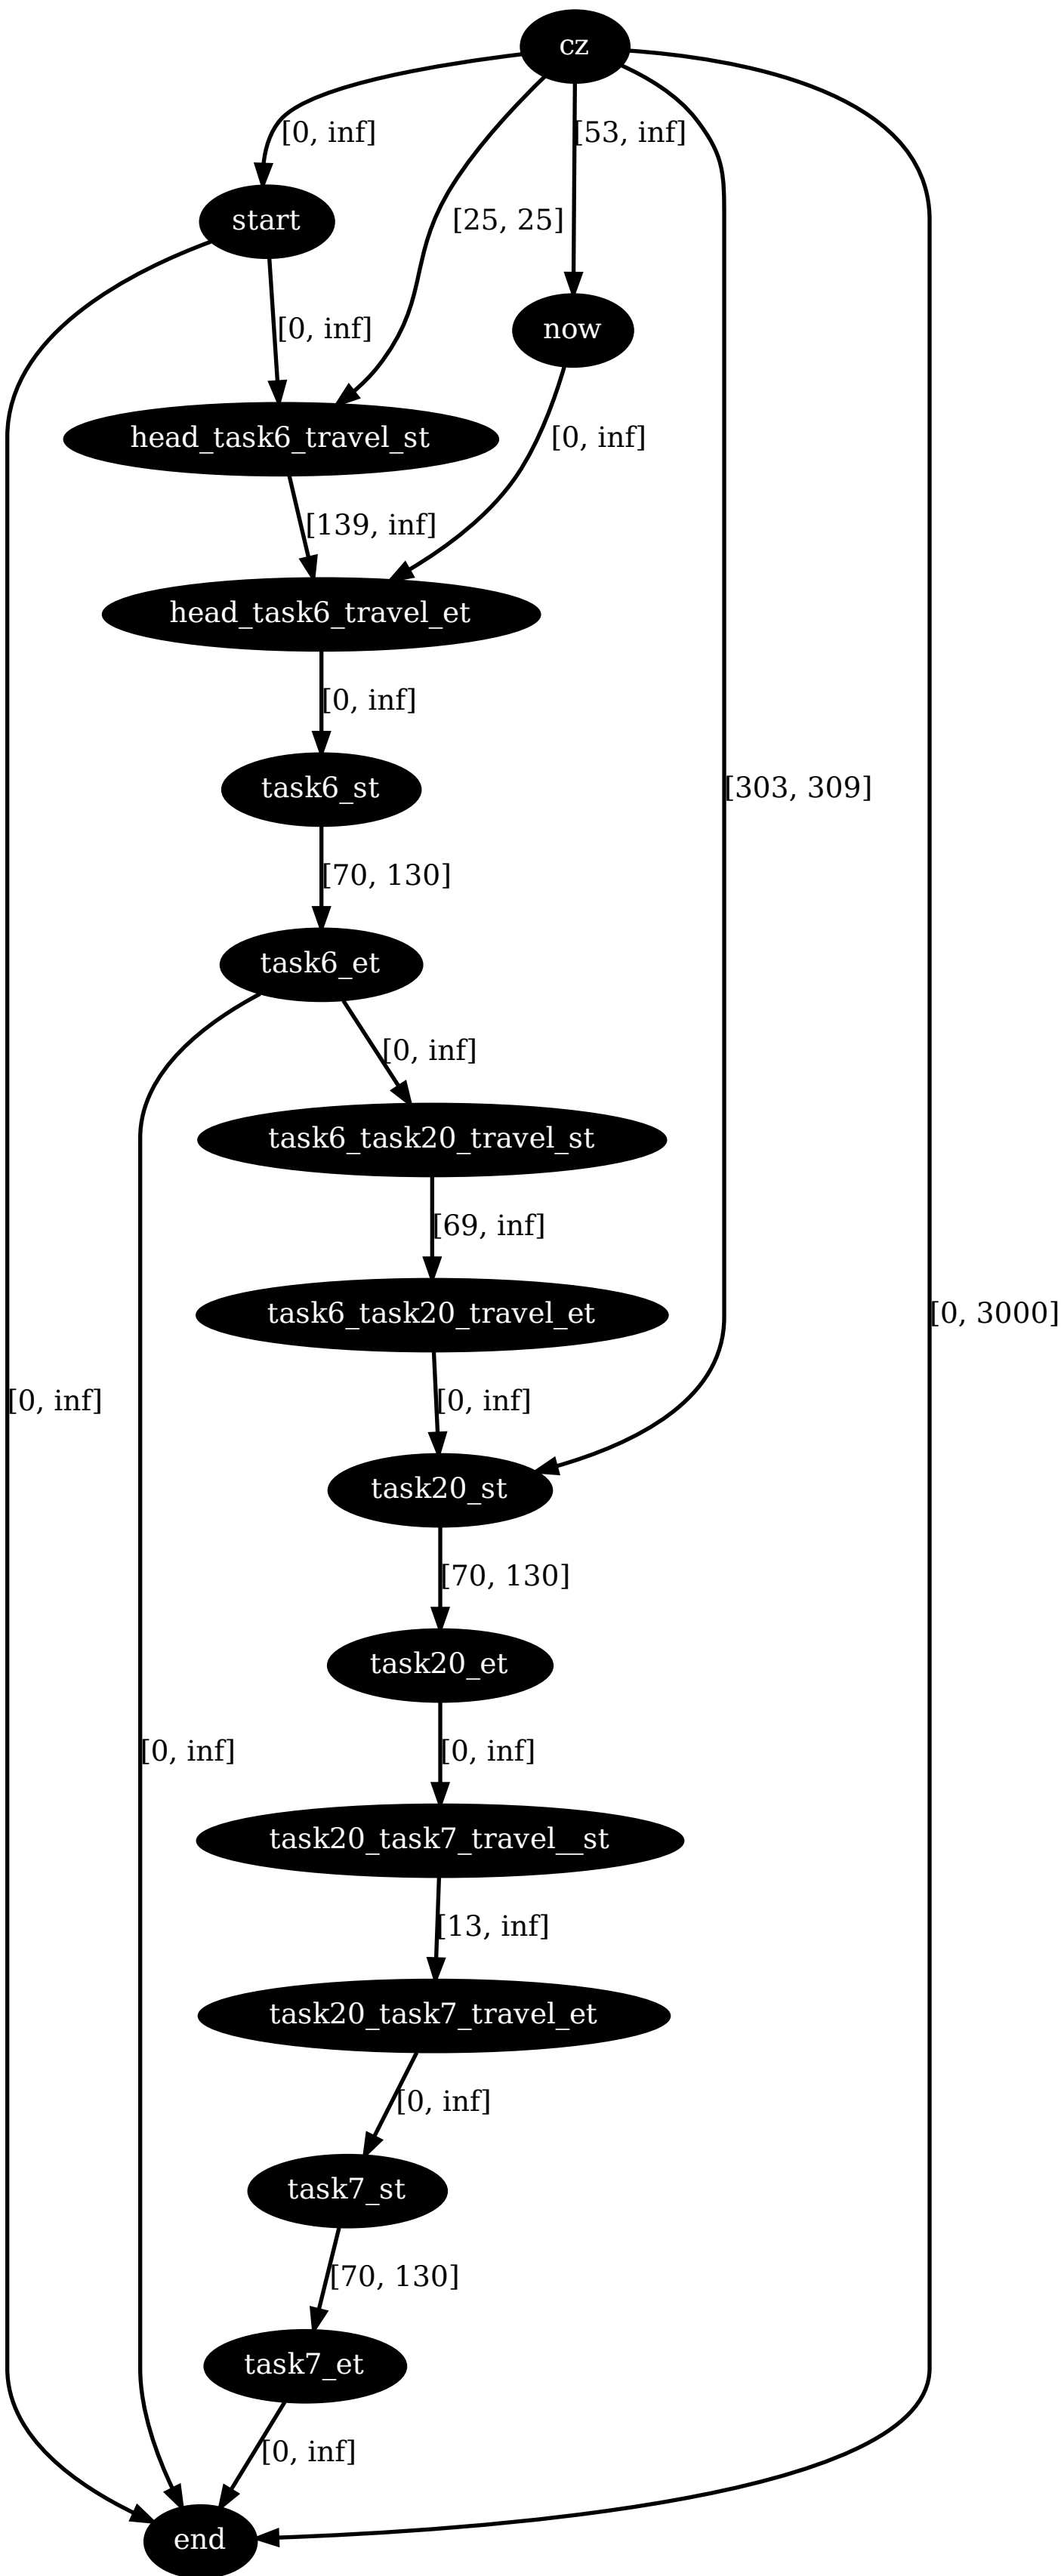 cz
[0, inf]
[53, inf]
start
[25, 25]
now
[0, inf]
head_task6_travel_st
[0, inf]
[139, inf]
head_task6_travel_et
[0, inf]
task6_st
[303, 309]
[70, 130]
task6_et
[0, inf]
task6_task20_travel_st
[69, inf]
task6_task20_travel_et
[0, 3000]
[0, inf]
[0, inf]
task20_st
[70, 130]
task20_et
[0, inf]
[0, inf]
task20_task7_travel__st
[13, inf]
task20_task7_travel_et
[0, inf]
task7_st
[70, 130]
task7_et
[0, inf]
end